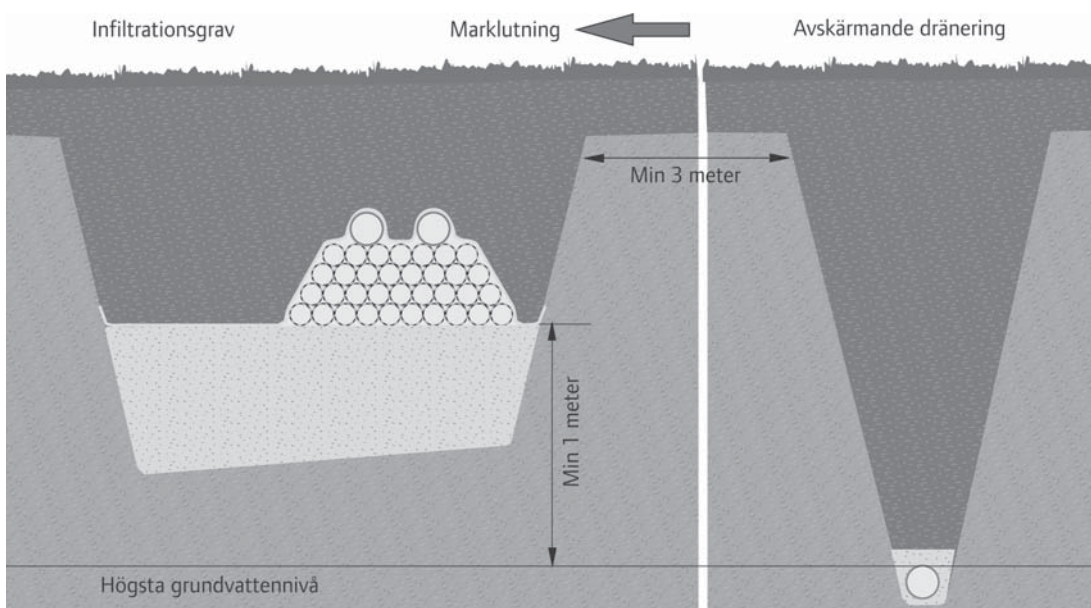 Infiltrationsgrav
Marklutning
Avskärmande dränering
Min 3 meter
Min 1 meter
Högsta grundvattennivå